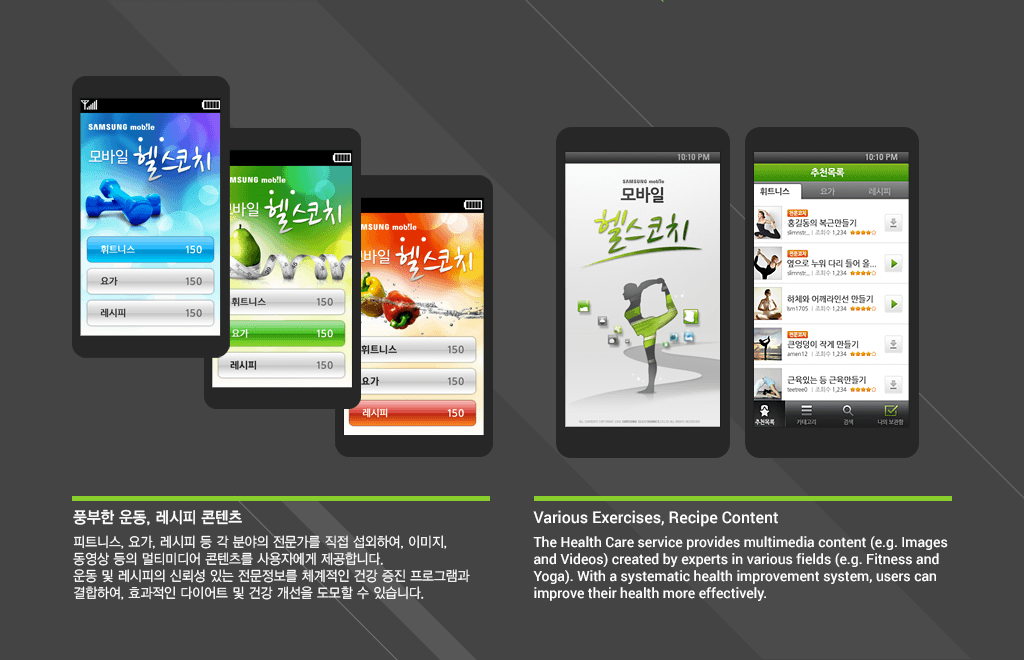 SAMSUNG mobile
모바일 헬스코치
휘트니스 150
요가 150
레시피 150
MSUNG mobile
바일 헬스코치
휘트니스 150
요가 150
레시피 150
MSUNG mobile
바일 헬스코치
휘트니스 150
요가 150
레시피 150
10:10 PM
SAMSUNG mobile
모바일
헬스코치
10:10 PM
추천목록
휘트니스 요가 레시피
전문코치
홍길동의 복근만들기
slimnstr... | 조회수 1,234
전문코치
옆으로 누워 다리 들어 올...
slimnstr... | 조회수 1,234
하체와 어깨라인선 만들기
lsm1705 | 조회수 1,234
전문코치
큰엉덩이 작게 만들기
amen12 | 조회수 1,234
근육있는 등 근육만들기
teetree0 | 조회수 1,234
추천목록 카테고리 검색 나의 보관함
풍부한 운동, 레시피 콘텐츠
피트니스, 요가, 레시피 등 각 분야의 전문가를 직접 섭외하여, 이미지,
동영상 등의 멀티미디어 콘텐츠를 사용자에게 제공합니다.
운동 및 레시피의 신뢰성 있는 전문정보를 체계적인 건강 증진 프로그램과
결합하여, 효과적인 다이어트 및 건강 개선을 도모할 수 있습니다.
Various Exercises, Recipe Content
The Health Care service provides multimedia content (e.g. Images
and Videos) created by experts in various fields (e.g. Fitness and
Yoga). With a systematic health improvement system, users can
improve their health more effectively.